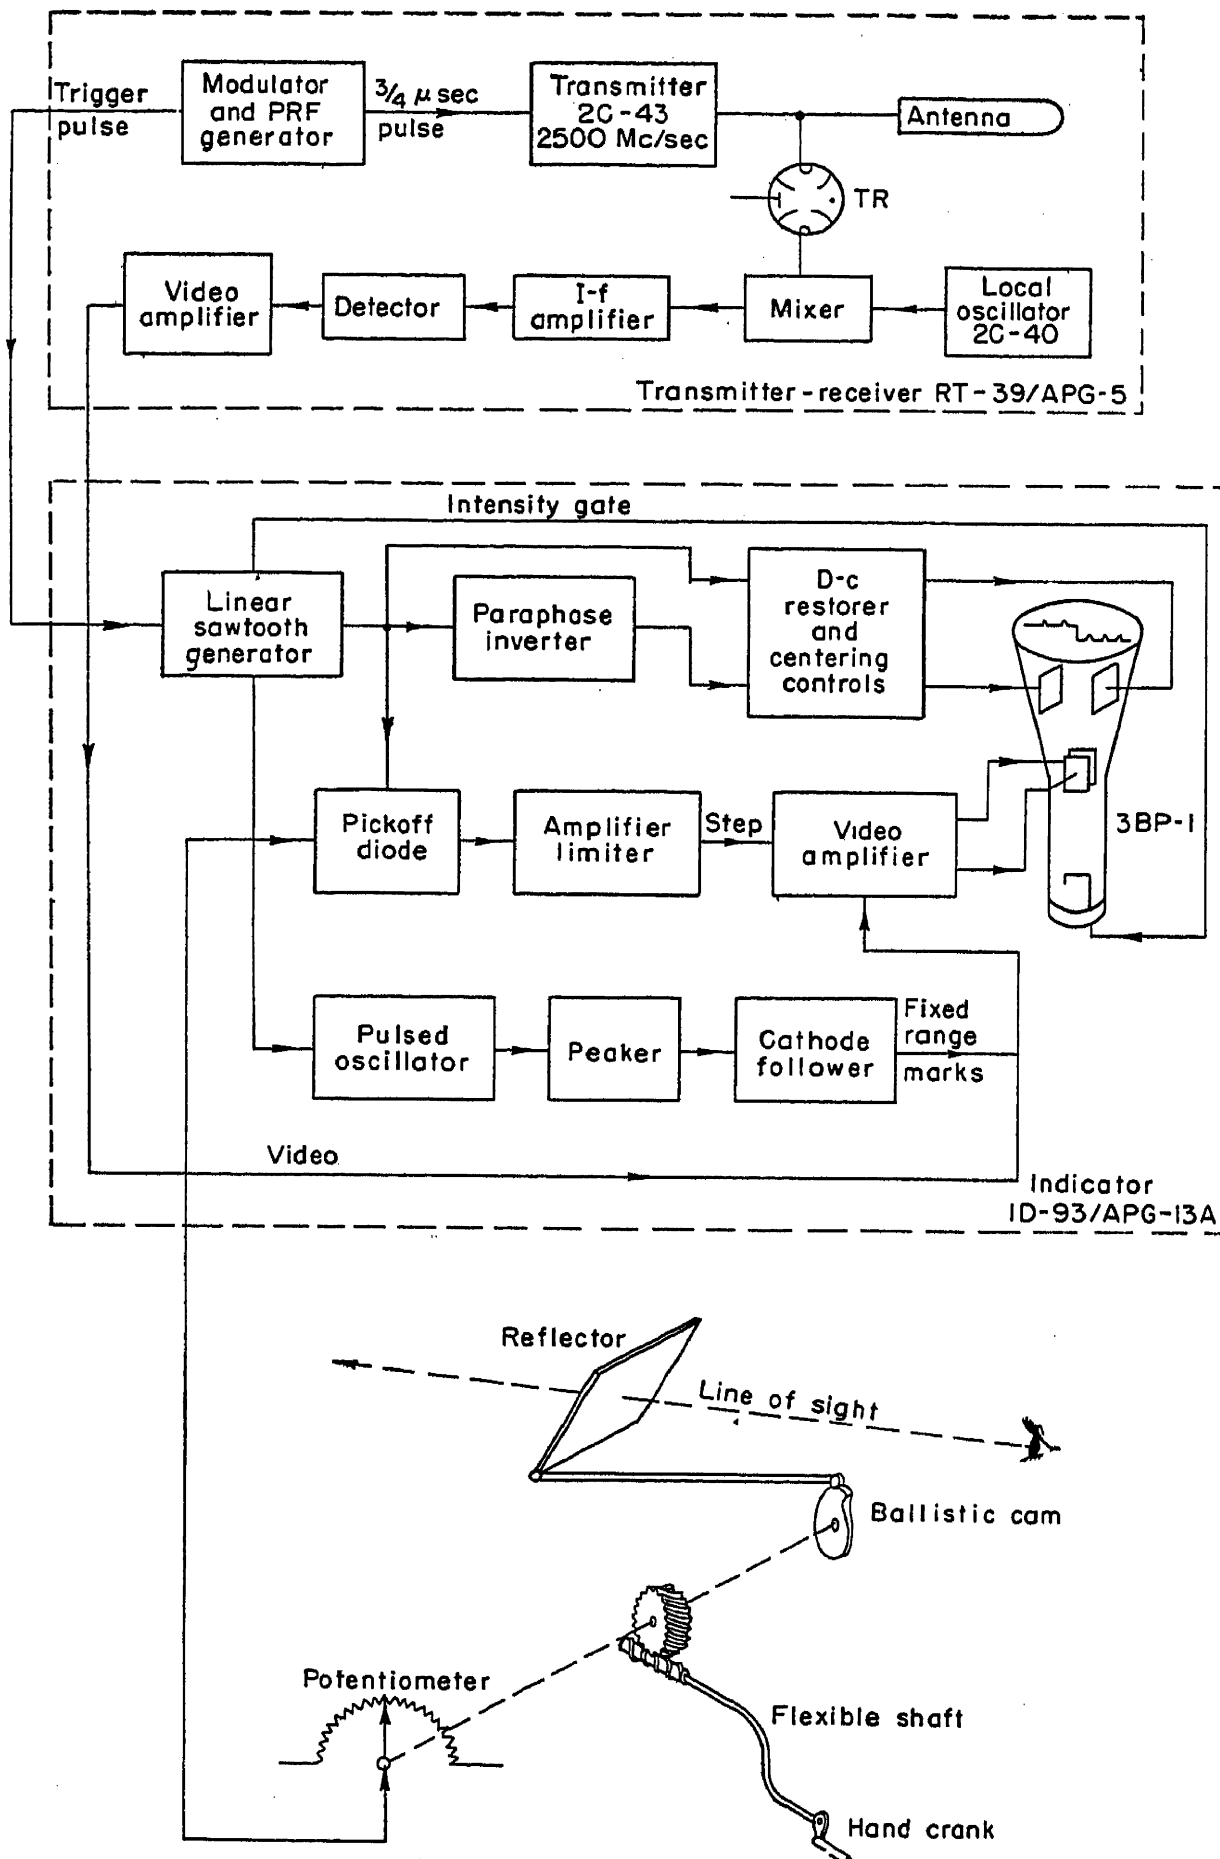 Trigger
pulse
Modulator
and PRF
generator
3/4 μ sec
pulse
Transmitter
2C-43
2500 Mc/sec
Antenna
TR
Video
amplifier
Detector
I-f
amplifier
Mixer
Local
oscillator
2C-40
Transmitter-receiver RT-39/APG-5
Intensity gate
Linear
sawtooth
generator
Paraphase
inverter
D-c
restorer
and
centering
controls
Pickoff
diode
Amplifier
limiter
Step
Video
amplifier
3BP-1
Pulsed
oscillator
Peaker
Cathode
follower
Fixed
range
marks
Video
Indicator
ID-93/APG-13A
Reflector
Line of sight
Ballistic cam
Potentiometer
Flexible shaft
Hand crank